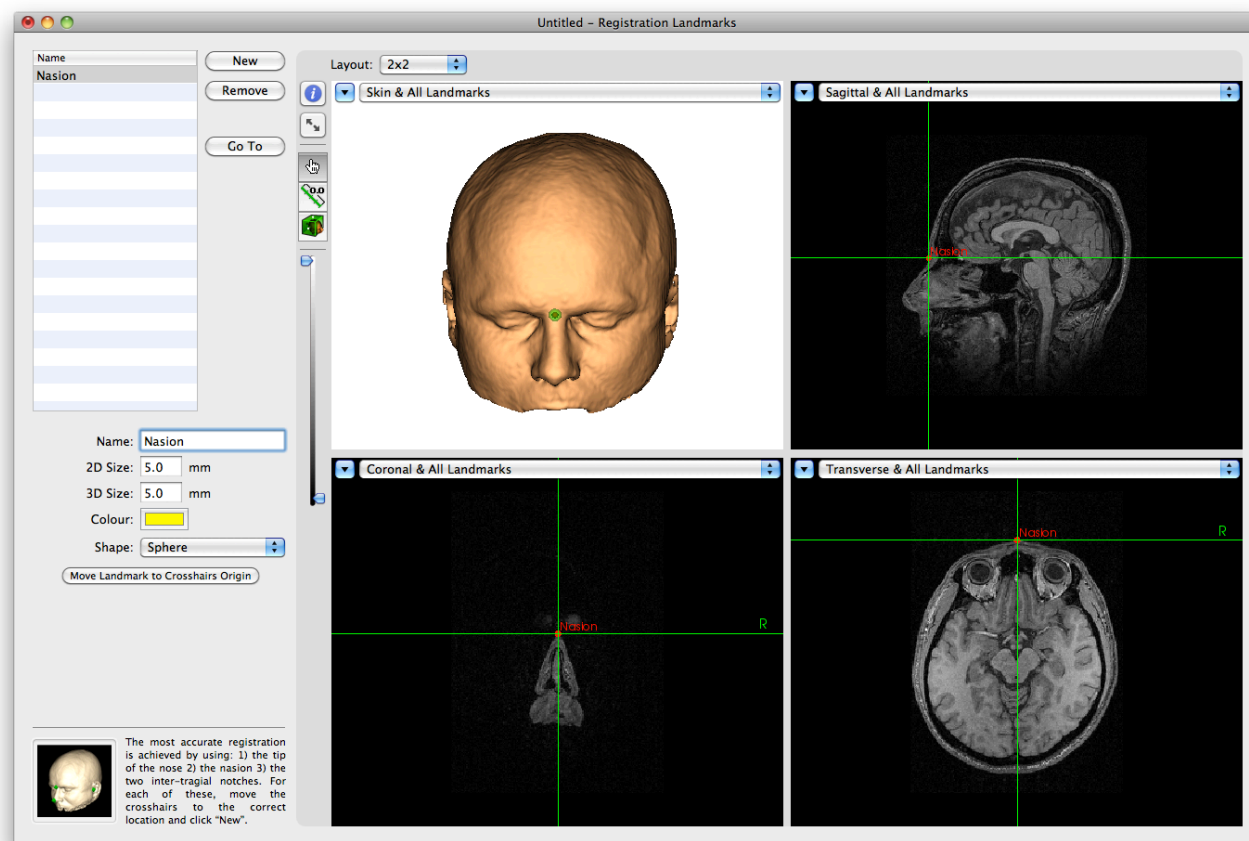 Untitled – Registration Landmarks
Name
Nasion
New
Remove
Go To
Layout: 2x2
Skin & All Landmarks
Sagittal & All Landmarks
0.0
Nasion
Name: Nasion
2D Size: 5.0 mm
3D Size: 5.0 mm
Colour:
Shape: Sphere
Move Landmark to Crosshairs Origin
Coronal & All Landmarks
Transverse & All Landmarks
Nasion
R
Nasion
R
The most accurate registration
is achieved by using: 1) the tip
of the nose 2) the nasion 3) the
two inter-tragial notches. For
each of these, move the
crosshairs to the correct
location and click “New”.